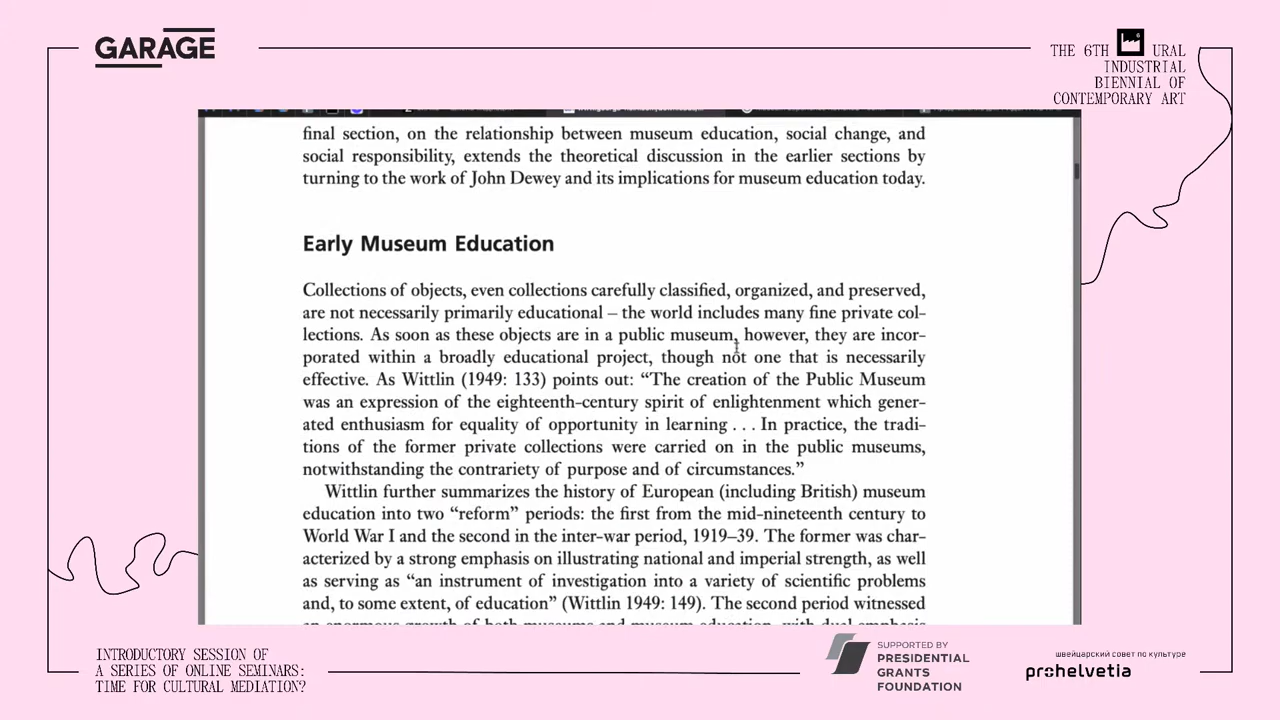 GARAGE
THE 6TH URAL
INDUSTRIAL
BIENNIAL OF
CONTEMPORARY ART
final section, on the relationship between museum education, social change, and
social responsibility, extends the theoretical discussion in the earlier sections by
turning to the work of John Dewey and its implications for museum education today.
Early Museum Education
Collections of objects, even collections carefully classified, organized, and preserved,
are not necessarily primarily educational – the world includes many fine private col-
lections. As soon as these objects are in a public museum, however, they are incor-
porated within a broadly educational project, though not one that is necessarily
effective. As Wittlin (1949: 133) points out: “The creation of the Public Museum
was an expression of the eighteenth-century spirit of enlightenment which gener-
ated enthusiasm for equality of opportunity in learning . . . In practice, the tradi-
tions of the former private collections were carried on in the public museums,
notwithstanding the contrariety of purpose and of circumstances.”
Wittlin further summarizes the history of European (including British) museum
education into two “reform” periods: the first from the mid-nineteenth century to
World War I and the second in the inter-war period, 1919–39. The former was char-
acterized by a strong emphasis on illustrating national and imperial strength, as well
as serving as “an instrument of investigation into a variety of scientific problems
and, to some extent, of education” (Wittlin 1949: 149). The second period witnessed
an enormous growth of both museums and museum education, with dual emphasis
INTRODUCTORY SESSION OF
A SERIES OF ONLINE SEMINARS:
TIME FOR CULTURAL MEDIATION?
SUPPORTED BY
PRESIDENTIAL
GRANTS
FOUNDATION
швейцарский совет по культуре
prohelvetia